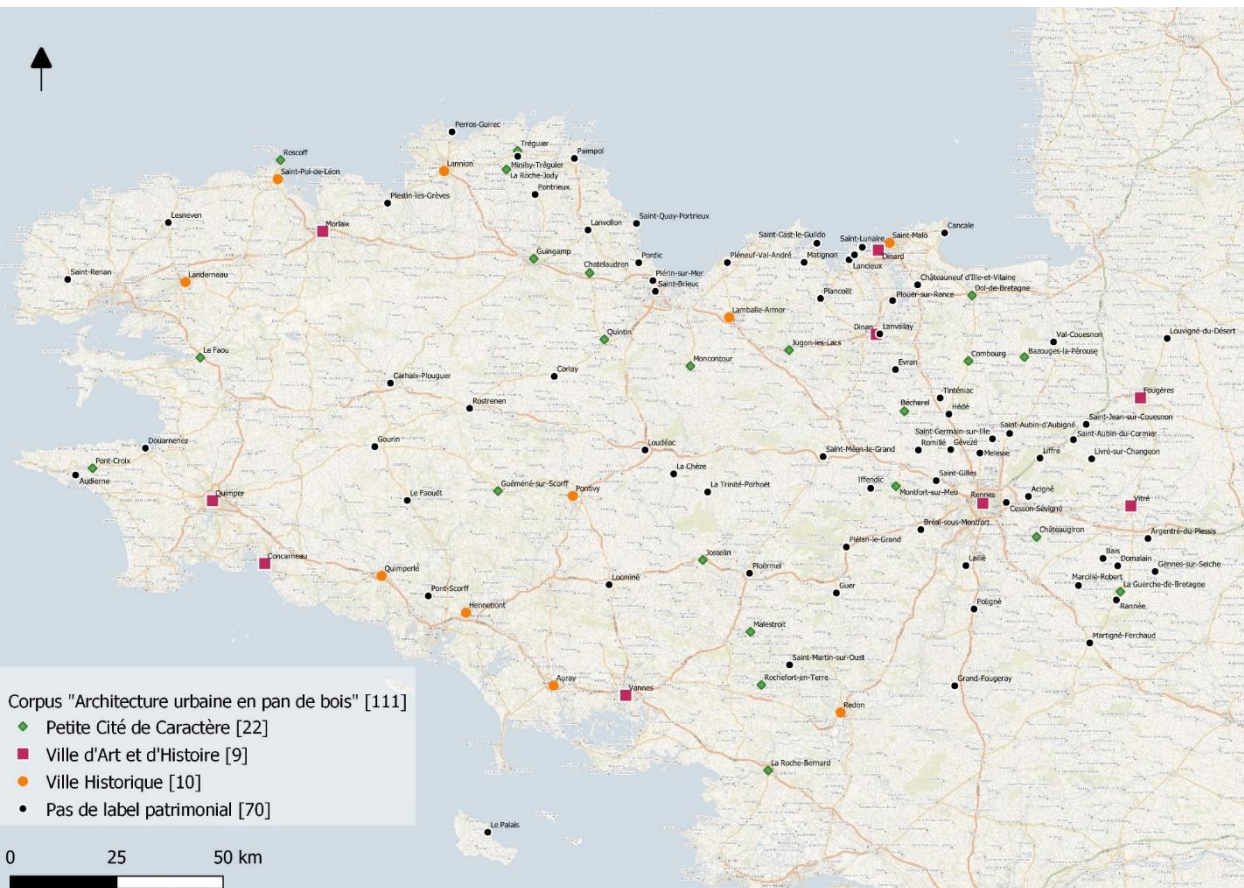 Perros-Guirec
Tréguier
Roscoff
Paimpol
Lannion
Minihy-Tréguier
Saint-Pol-de-Léon
La Roche-Jody
Pontrieux
Plestin-les-Grèves
Lesneven
Lanvollon
Saint-Quay-Portrieux
Morlaix
Cancale
Saint-Malo
Saint-Cast-le-Guildo
Saint-Lunaire
Guingamp
Pordic
Pléneuf-Val-André
Matignon
Dinard
Lancieux
Chatelaudren
Saint-Renan
Landerneau
Plérin-sur-Mer
Saint-Brieuc
Châteauneuf d'Ille-et-Vilaine
Dol-de-Bretagne
Plancoët
Plouër-sur-Rance
Lamballe-Armor
Dinan
Lanvallay
Quintin
Val-Couesnon
Louvigné-du-Désert
Le Faou
Jugon-les-Lacs
Combourg
Bazouges-la-Pérouse
Moncontour
Evran
Carhaix-Plouguer
Corlay
Tinténiac
Fougères
Rostrenen
Bécherel
Hédé
Saint-Jean-sur-Couesnon
Saint-Aubin-d'Aubigné
Saint-Germain-sur-Ille
Saint-Aubin-du-Cormier
Douarnenez
Gourin
Loudéac
Saint-Méen-le-Grand
Romillé
Gévezé
Melesse
Liffré
Livré-sur-Changeon
Pont-Croix
Audierne
La Chèze
Saint-Gilles
Guéméné-sur-Scorff
Pontivy
La Trinité-Porhoët
Iffendic
Montfort-sur-Meu
Rennes
Acigné
Cesson-Sévigné
Vitré
Quimper
Le Faouët
Bréal-sous-Montfort
Châteaugiron
Argentré-du-Plessis
Plélan-le-Grand
Josselin
Bais
Domalain
Laillé
Gennes-sur-Seiche
Concarneau
Quimperlé
Ploërmel
Locminé
Marcillé-Robert
La Guerche-de-Bretagne
Pont-Scorff
Guer
Rannée
Hennebont
Poligné
Malestroit
Martigné-Ferchaud
Saint-Martin-sur-Oust
Auray
Vannes
Rochefort-en-Terre
Grand-Fougeray
Redon
La Roche-Bernard
Le Palais
Corpus "Architecture urbaine en pan de bois" [111]
Petite Cité de Caractère [22]
Ville d'Art et d'Histoire [9]
Ville Historique [10]
Pas de label patrimonial [70]
0 25 50 km